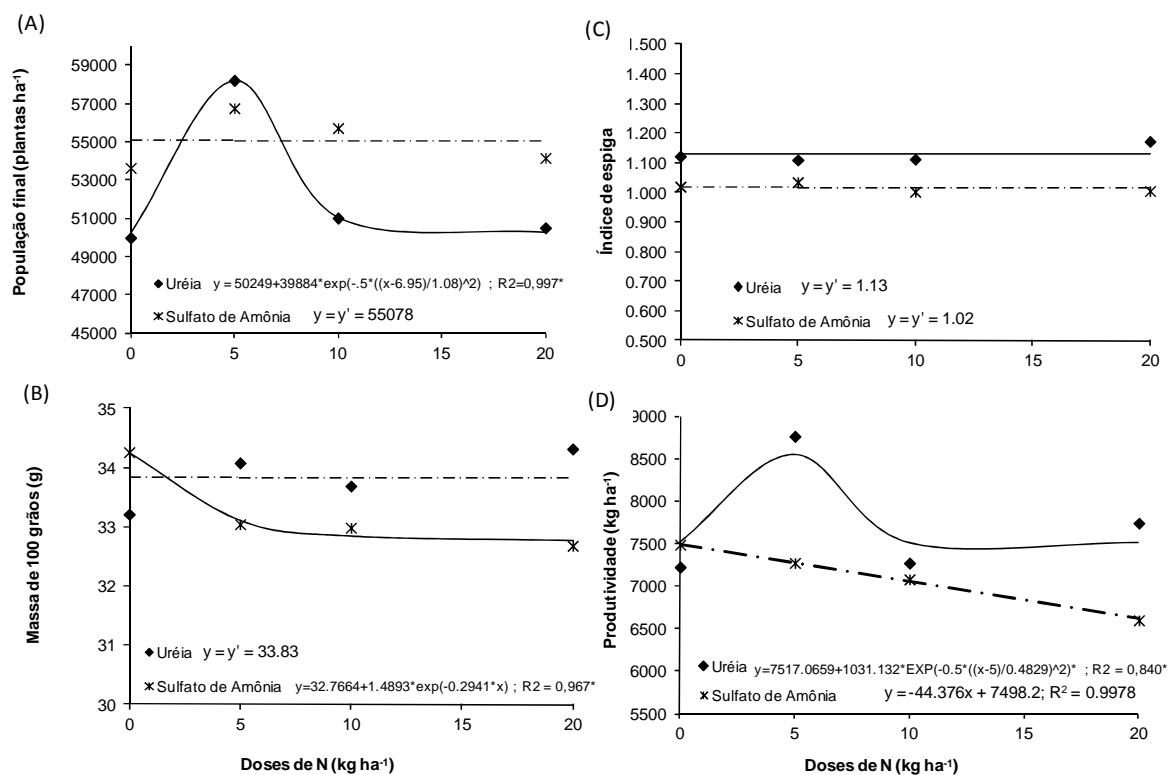 (A)
População final (plantas ha-1)
59000
57000
55000
53000
51000
49000
47000
45000
Uréia y = 50249+39884*exp(-.5*((x-6.95)/1.08)^2) ; R2=0,997*
Sulfato de Amônia y = y' = 55078
0 5 10 15 20
(C)
Índice de espiga
1.500
1.400
1.300
1.200
1.100
1.000
0.900
0.800
0.700
0.600
0.500
Uréia y = y' = 1.13
Sulfato de Amônia y = y' = 1.02
0 5 10 15 20
(B)
Massa de 100 grãos (g)
35
34
33
32
31
30
Uréia y = y' = 33.83
Sulfato de Amônia y=32.7664+1.4893*exp(-0.2941*x) ; R2 = 0,967*
0 5 10 15 20
Doses de N (kg ha-1)
(D)
Produtividade (kg ha-1)
9000
8500
8000
7500
7000
6500
6000
5500
Uréia y=7517.0659+1031.132*EXP(-0.5*((x-5)/0.4829)^2)* ; R2 = 0,840*
Sulfato de Amônia y = -44.376x + 7498.2; R² = 0.9978
0 5 10 15 20
Doses de N (kg ha-1)